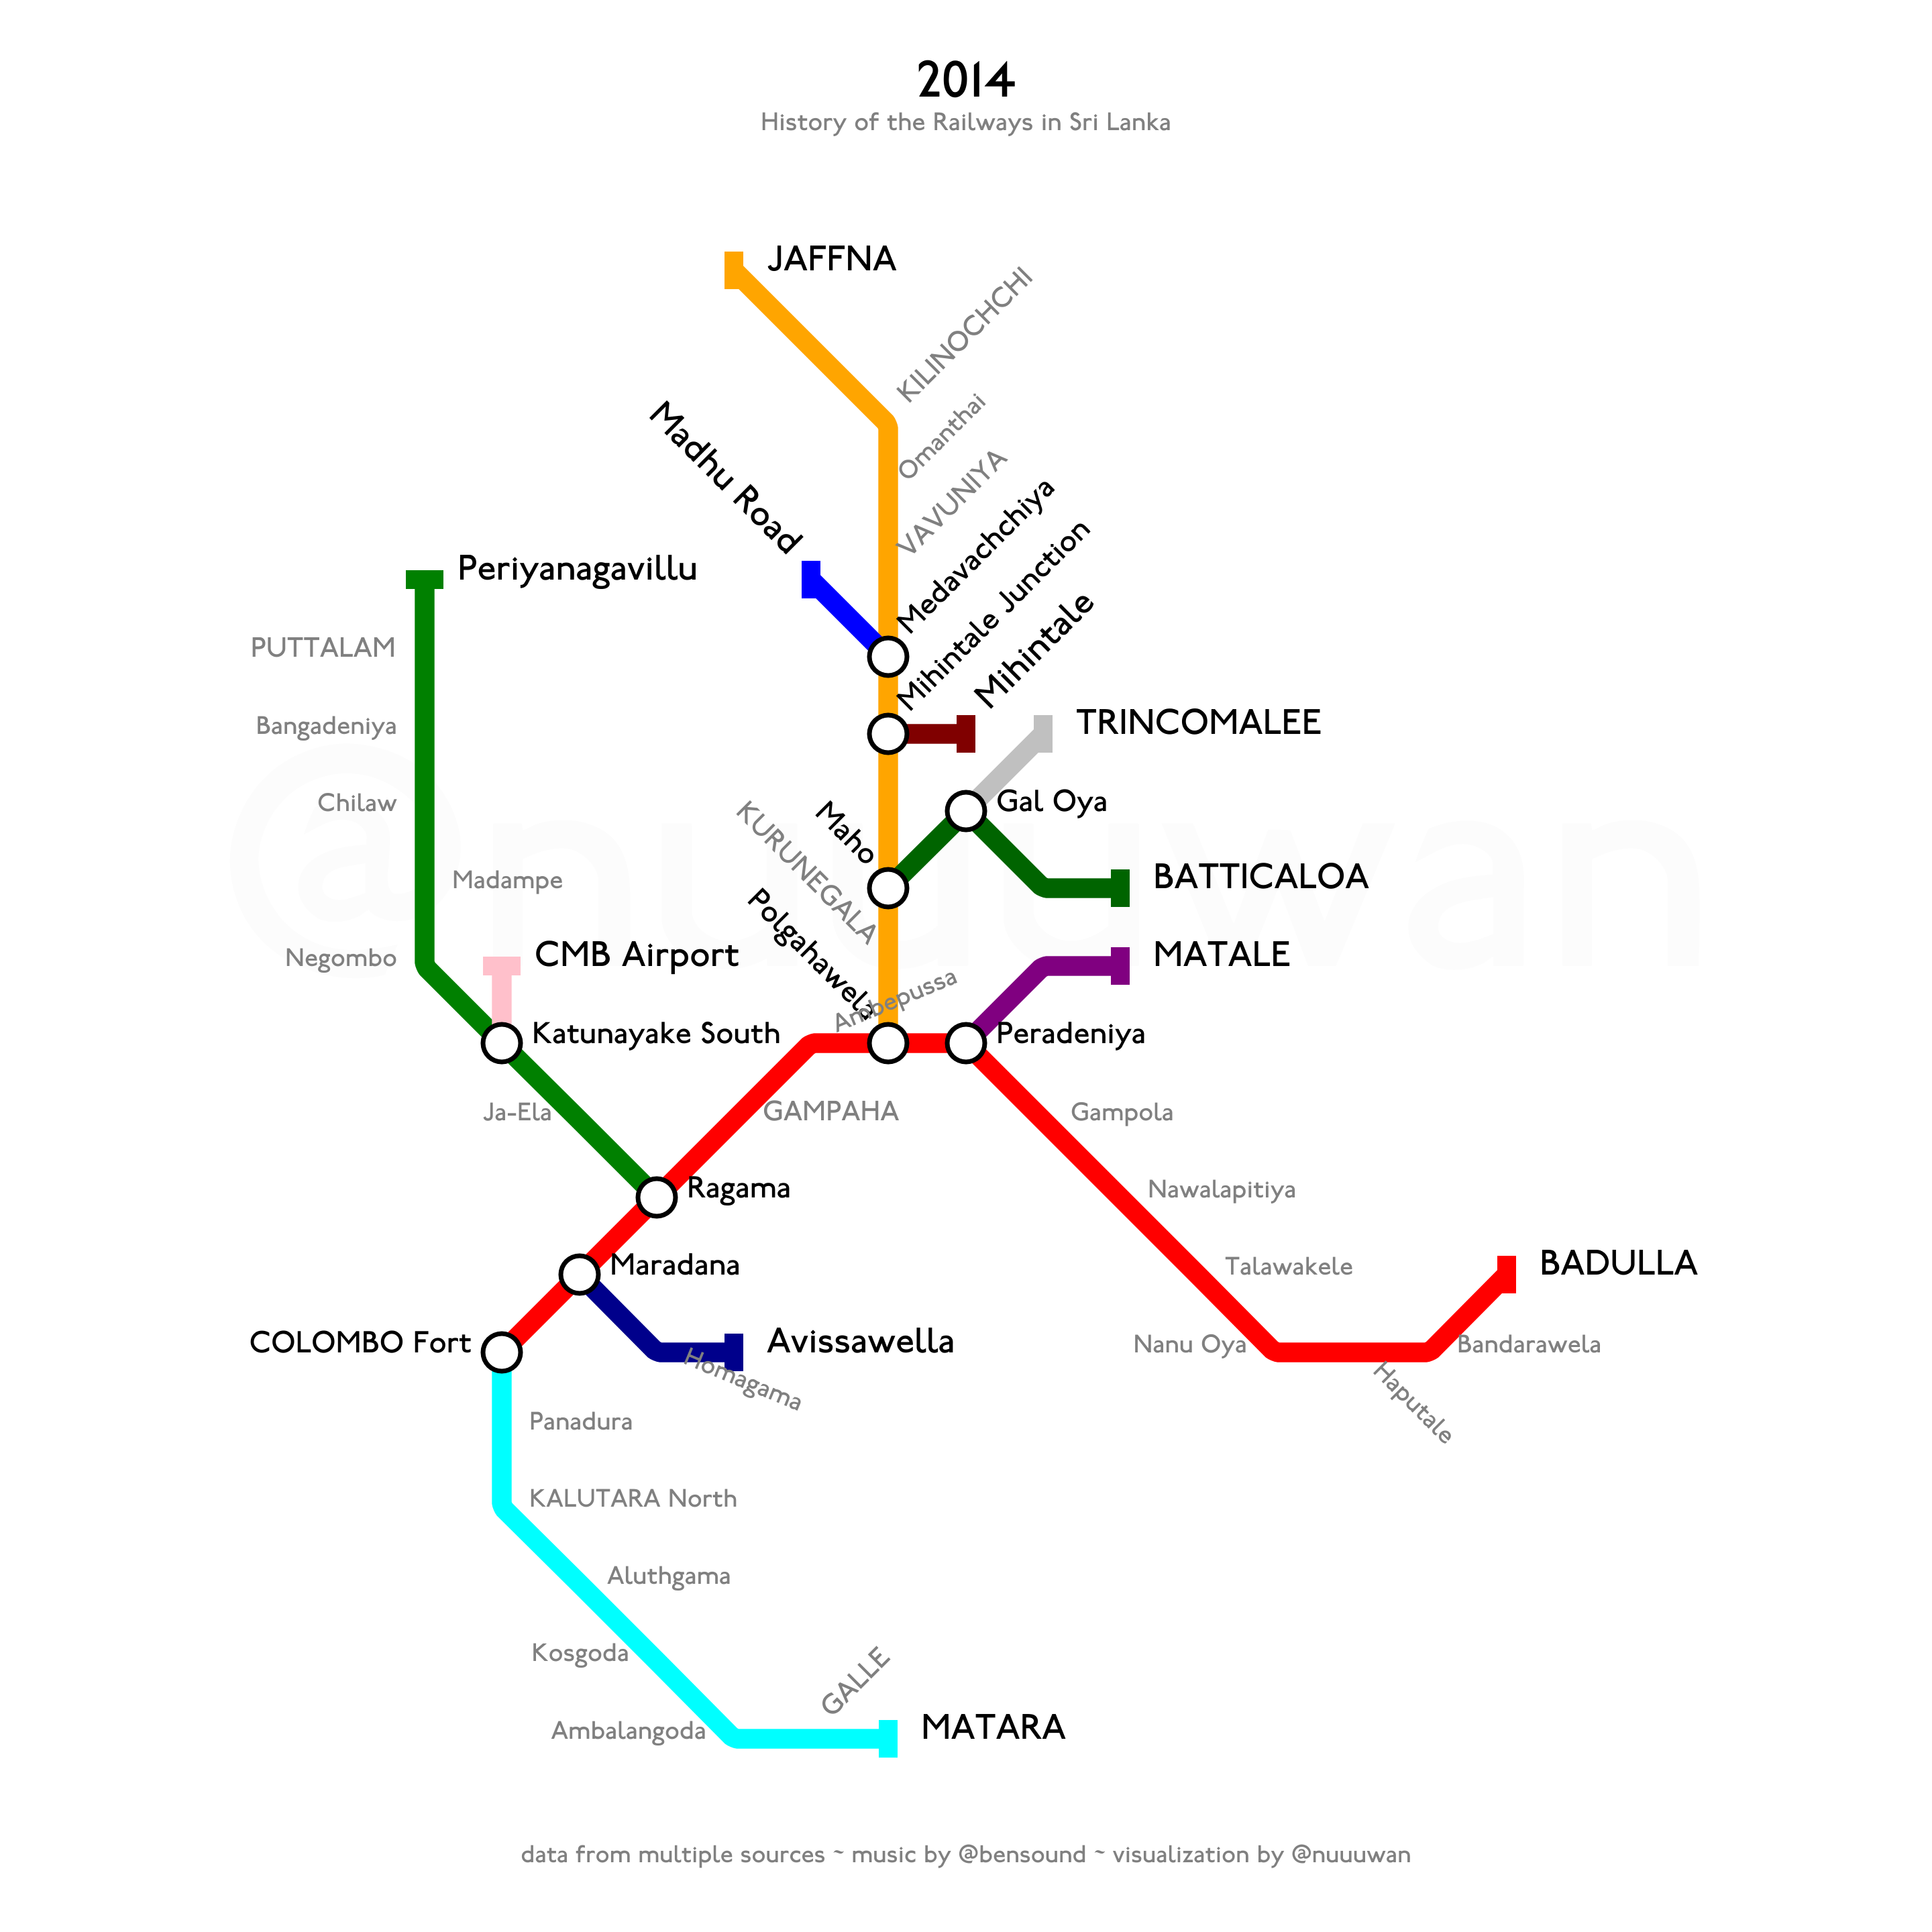 2014
History of the Railways in Sri Lanka
JAFFNA
KILINOCHCHI
Omanthai
Madhu Road
VAVUNIYA
Medavachchiya
Periyanagavillu
Mihintale Junction
PUTTALAM
Mihintale
Bangadeniya
TRINCOMALEE
Chilaw
Maho
Gal Oya
KURUNEGALA
Madampe
BATTICALOA
Polgahawela
Negombo
CMB Airport
MATALE
Ambepussa
Katunayake South
Peradeniya
Ja-Ela
GAMPAHA
Gampola
Ragama
Nawalapitiya
Maradana
Talawakele
BADULLA
COLOMBO Fort
Avissawella
Nanu Oya
Bandarawela
Homagama
Haputale
Panadura
KALUTARA North
Aluthgama
Kosgoda
GALLE
Ambalangoda
MATARA
data from multiple sources ~ music by @bensound ~ visualization by @nuuuwan
@nuuuwan